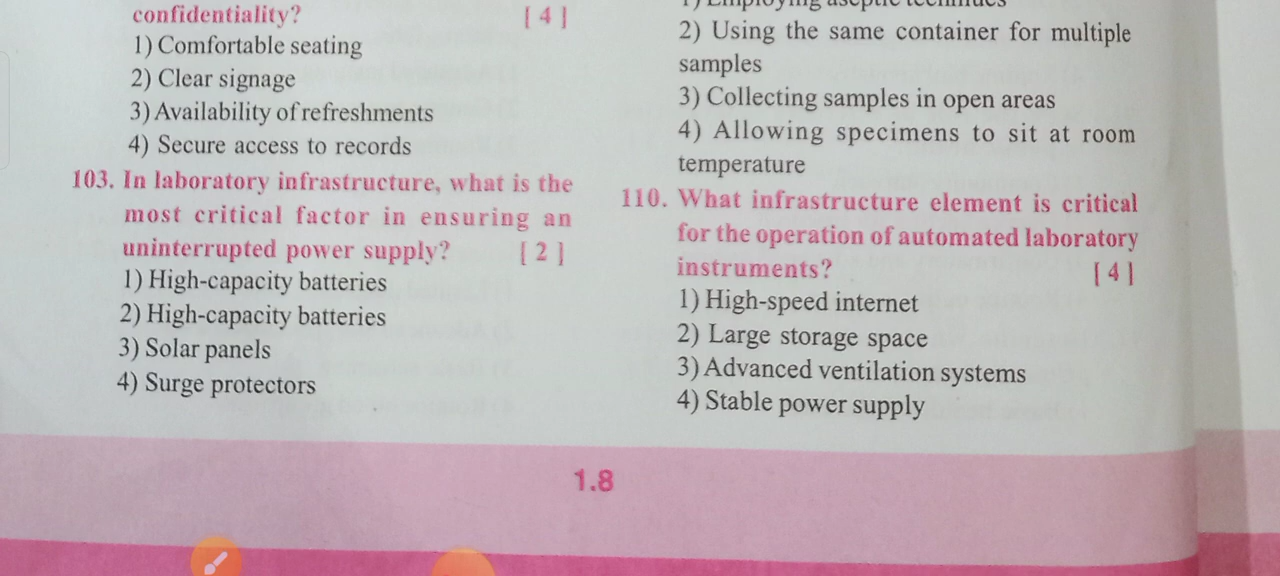 confidentiality? [ 4 ]
1) Comfortable seating
2) Clear signage
3) Availability of refreshments
4) Secure access to records
103. In laboratory infrastructure, what is the
most critical factor in ensuring an
uninterrupted power supply? [ 2 ]
1) High-capacity batteries
2) High-capacity batteries
3) Solar panels
4) Surge protectors
2) Using the same container for multiple
samples
3) Collecting samples in open areas
4) Allowing specimens to sit at room
temperature
110. What infrastructure element is critical
for the operation of automated laboratory
instruments? [ 4 ]
1) High-speed internet
2) Large storage space
3) Advanced ventilation systems
4) Stable power supply
1.8